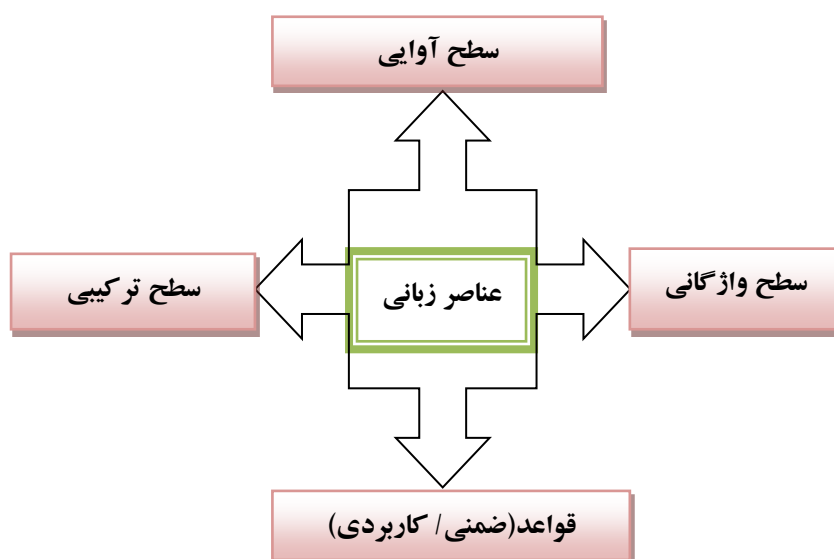 سطح آوایی
سطح واژگانی
عناصر زبانی
سطح ترکیبی
قواعد(ضمنی/ کاربردی)